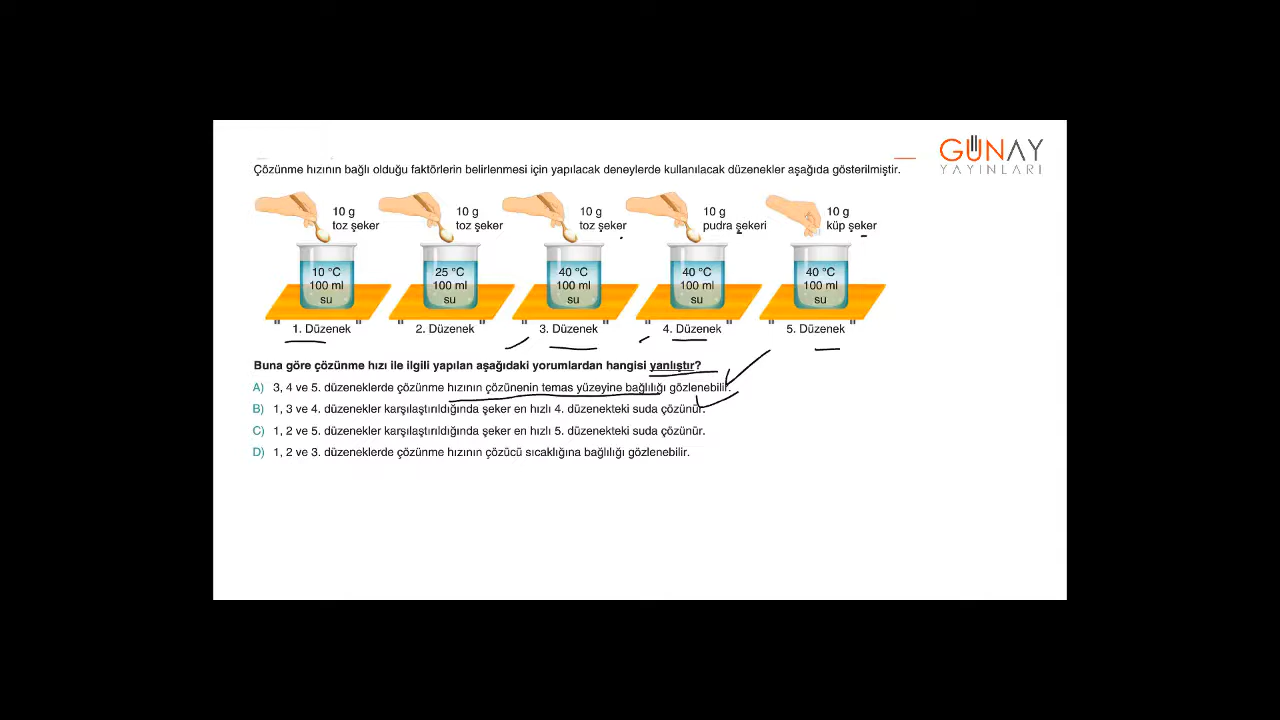 GÜNAY
YAYINLARI
Çözünme hızının bağlı olduğu faktörlerin belirlenmesi için yapılacak deneylerde kullanılacak düzenekler aşağıda gösterilmiştir.
10 g
toz şeker
10 g
toz şeker
10 g
toz şeker
10 g
pudra şekeri
10 g
küp şeker
10 °C
100 ml
su
25 °C
100 ml
su
40 °C
100 ml
su
40 °C
100 ml
su
40 °C
100 ml
su
1. Düzenek
2. Düzenek
3. Düzenek
4. Düzenek
5. Düzenek
Buna göre çözünme hızı ile ilgili yapılan aşağıdaki yorumlardan hangisi yanlıştır?
A) 3, 4 ve 5. düzeneklerde çözünme hızının çözünenin temas yüzeyine bağlılığı gözlenebilir.
B) 1, 3 ve 4. düzenekler karşılaştırıldığında şeker en hızlı 4. düzenekteki suda çözünür.
C) 1, 2 ve 5. düzenekler karşılaştırıldığında şeker en hızlı 5. düzenekteki suda çözünür.
D) 1, 2 ve 3. düzeneklerde çözünme hızının çözücü sıcaklığına bağlılığı gözlenebilir.